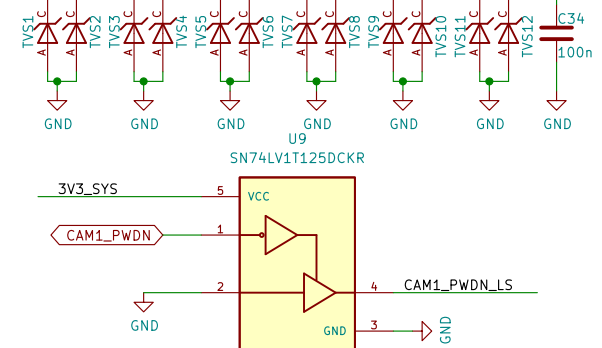 C C C C C C C C C C C C C34
TVS1 TVS2 TVS3 TVS4 TVS5 TVS6 TVS7 TVS8 TVS9 TVS10 TVS11 TVS12
A A A A A A A A A A A A 100n
GND GND GND GND GND GND GND
U9
SN74LV1T125DCKR
3V3_SYS 5 VCC
CAM1_PWDN 1
2 4 CAM1_PWDN_LS
GND GND 3 GND